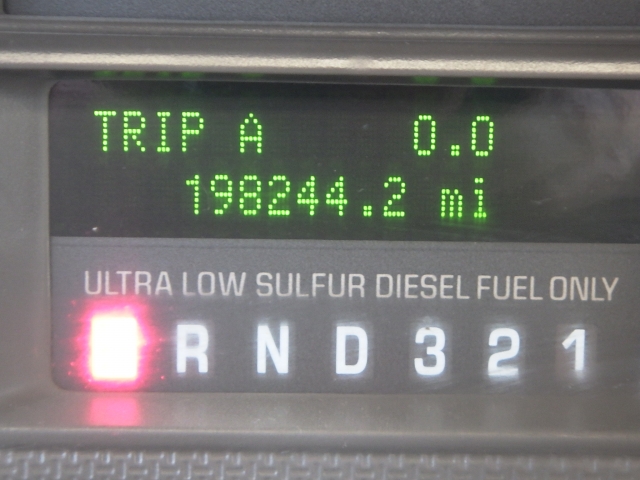 TRIP A 0.0
198244.2 mi
ULTRA LOW SULFUR DIESEL FUEL ONLY
R N D 3 2 1